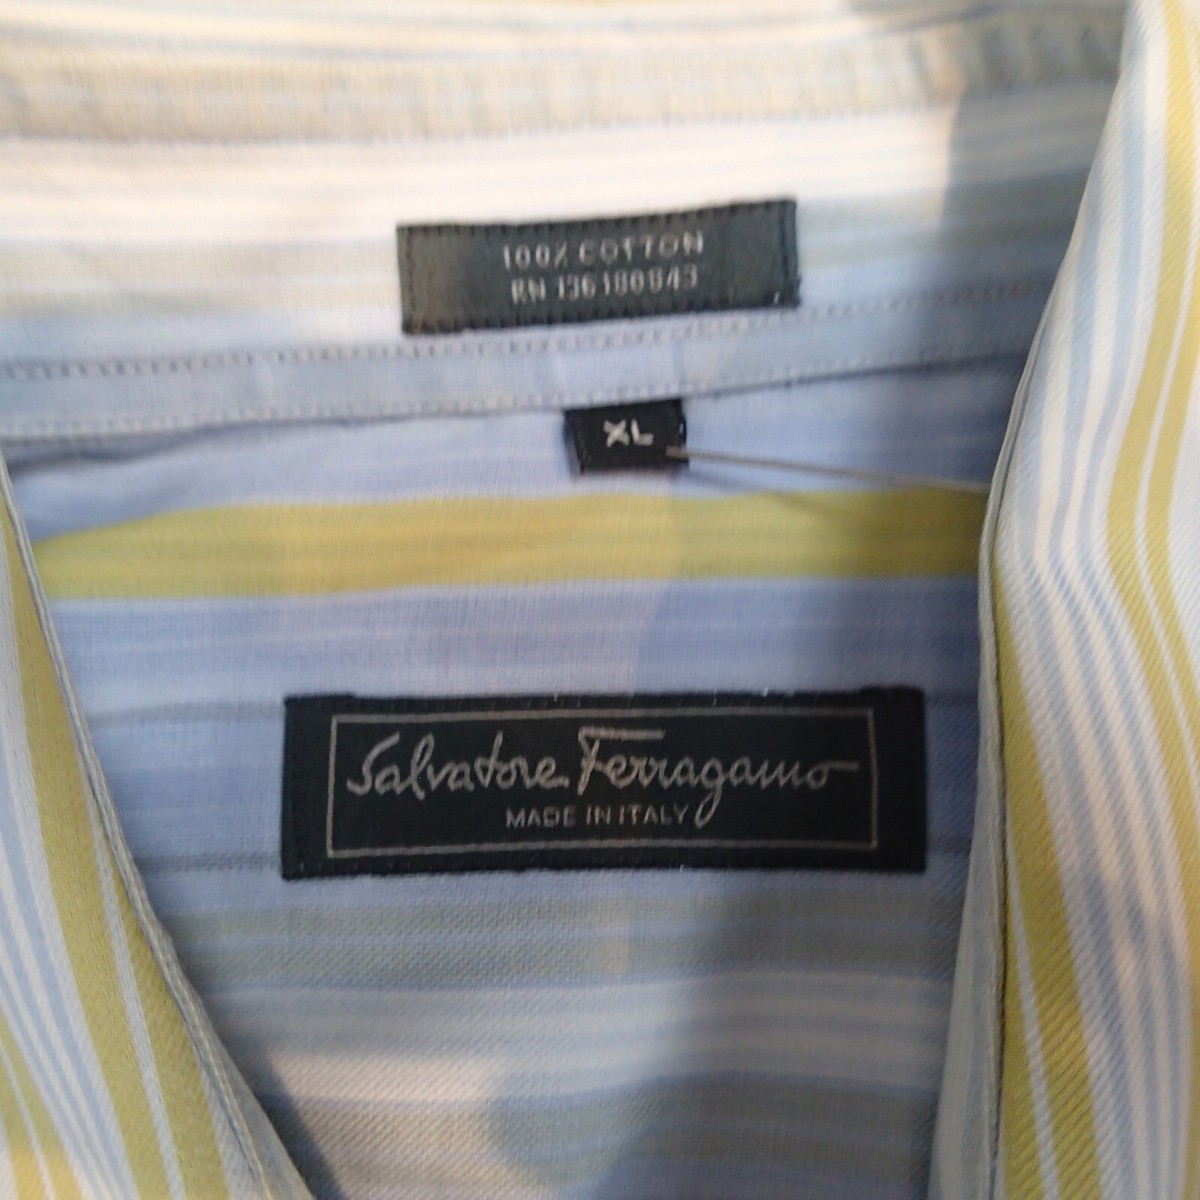 100% COTTON
RN 136180843
XL
Salvatore Ferragamo
MADE IN ITALY